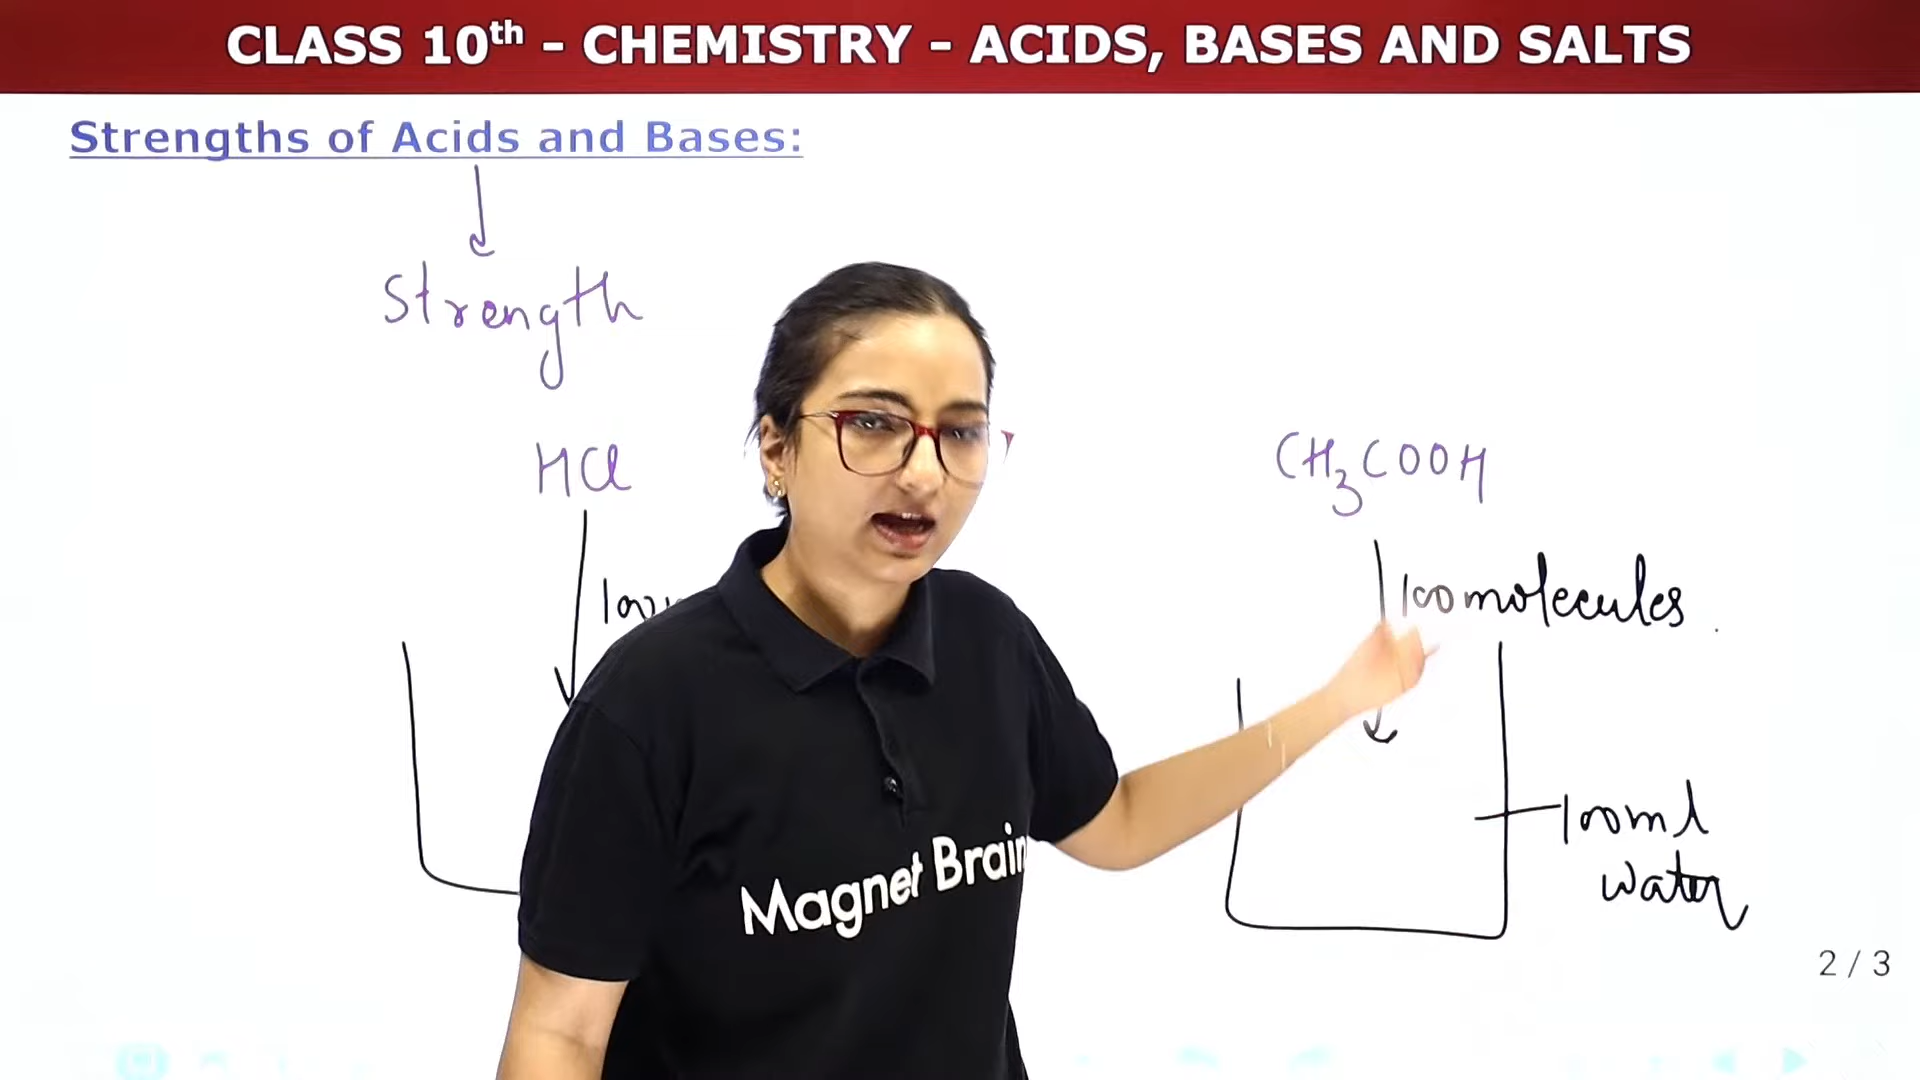 CLASS 10th - CHEMISTRY - ACIDS, BASES AND SALTS
Strengths of Acids and Bases:
Strength
HCl
CH3COOH
100 molecules
100ml
water
Magnet Brain
2 / 3